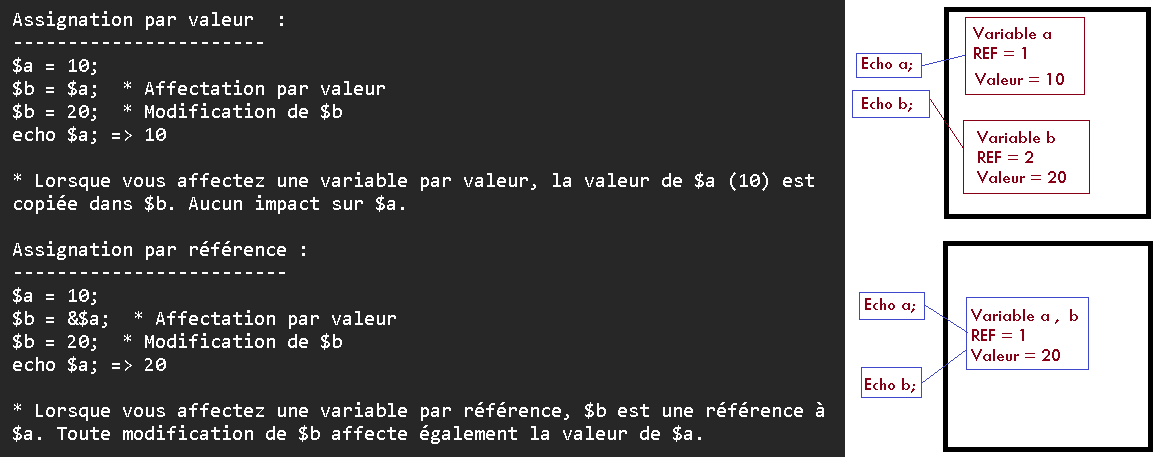 Assignation par valeur  :
-----------------------
$a = 10;
$b = $a;  * Affectation par valeur
$b = 20;  * Modification de $b
echo $a; => 10
* Lorsque vous affectez une variable par valeur, la valeur de $a (10) est
copiée dans $b. Aucun impact sur $a.
Assignation par référence :
-------------------------
$a = 10;
$b = &$a;  * Affectation par valeur
$b = 20;  * Modification de $b
echo $a; => 20
* Lorsque vous affectez une variable par référence, $b est une référence à
$a. Toute modification de $b affecte également la valeur de $a.
Echo a;
Echo b;
Variable a
REF = 1
Valeur = 10
Variable b
REF = 2
Valeur = 20
Echo a;
Echo b;
Variable a , b
REF = 1
Valeur = 20